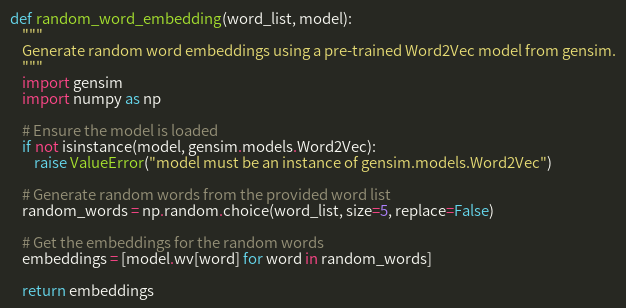 def random_word_embedding(word_list, model):
    """
    Generate random word embeddings using a pre-trained Word2Vec model from gensim.
    """
    import gensim
    import numpy as np

    # Ensure the model is loaded
    if not isinstance(model, gensim.models.Word2Vec):
        raise ValueError("model must be an instance of gensim.models.Word2Vec")

    # Generate random words from the provided word list
    random_words = np.random.choice(word_list, size=5, replace=False)

    # Get the embeddings for the random words
    embeddings = [model.wv[word] for word in random_words]

    return embeddings